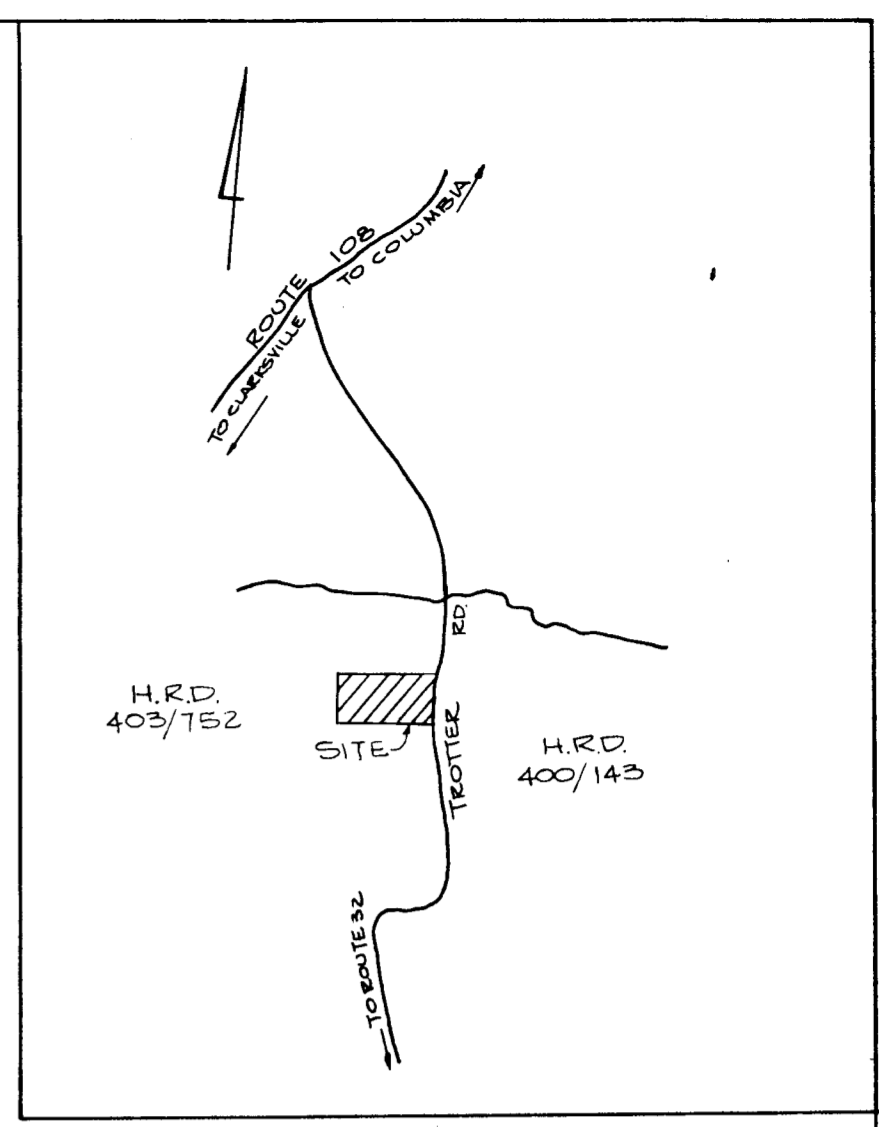 ROUTE 108
TO COLUMBIA
TO CLARKSVILLE
TROTTER RD.
H.R.D.
403/752
SITE
H.R.D.
400/143
TO ROUTE 32